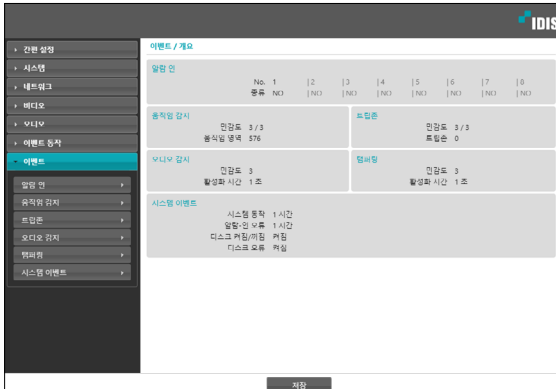 IDIS
간편 설정
시스템
네트워크
비디오
오디오
이벤트 동작
이벤트
알람 인
움직임 감지
트립존
오디오 감지
탬퍼링
시스템 이벤트
이벤트 / 개요
알람 인
No. 1 | 2 | 3 | 4 | 5 | 6 | 7 | 8
종류 NO | NO | NO | NO | NO | NO | NO | NO
움직임 감지
민감도 3 / 3
움직임 영역 576
트립존
민감도 3 / 3
트립존 0
오디오 감지
민감도 3
활성화 시간 1 초
탬퍼링
민감도 3
활성화 시간 1 초
시스템 이벤트
시스템 동작 1 시간
알람-인 오류 1 시간
디스크 켜짐/꺼짐 켜짐
디스크 오류 켜짐
저장